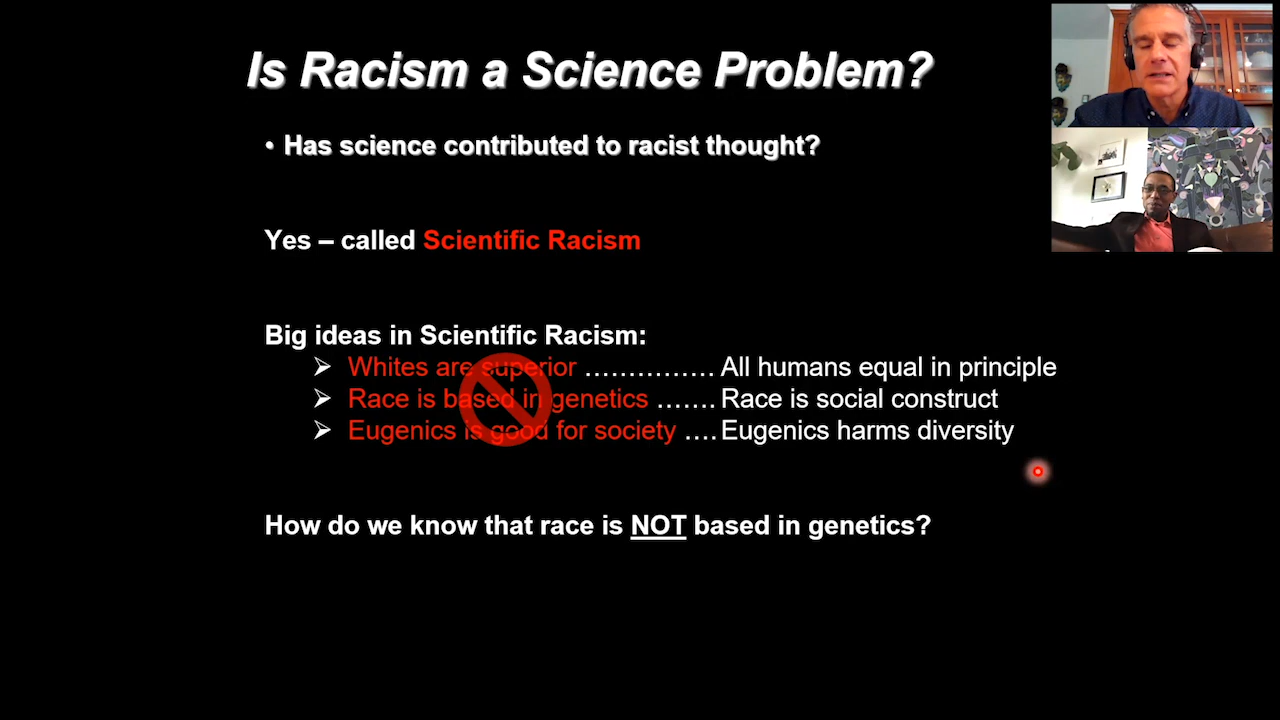 Is Racism a Science Problem?
• Has science contributed to racist thought?
Yes – called Scientific Racism
Big ideas in Scientific Racism:
➢ Whites are superior …………… All humans equal in principle
➢ Race is based in genetics ……. Race is social construct
➢ Eugenics is good for society …. Eugenics harms diversity
How do we know that race is NOT based in genetics?